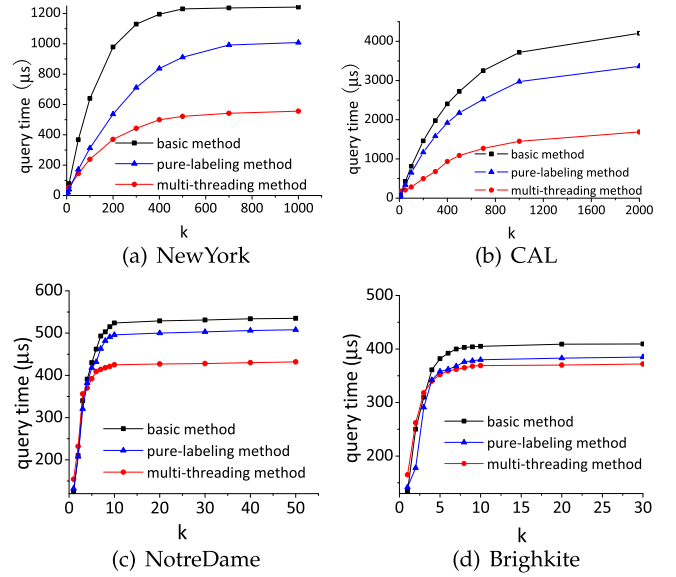 1200
1000
800
600
400
200
0
query time (μs)
basic method
pure-labeling method
multi-threading method
0 200 400 600 800 1000
k
(a) NewYork
4000
3000
2000
1000
0
query time (μs)
basic method
pure-labeling method
multi-threading method
0 400 800 1200 1600 2000
k
(b) CAL
600
500
400
300
200
query time (μs)
basic method
pure-labeling method
multi-threading method
0 10 20 30 40 50
k
(c) NotreDame
500
400
300
200
query time (μs)
basic method
pure-labeling method
multi-threading method
0 5 10 15 20 25 30
k
(d) Brighkite